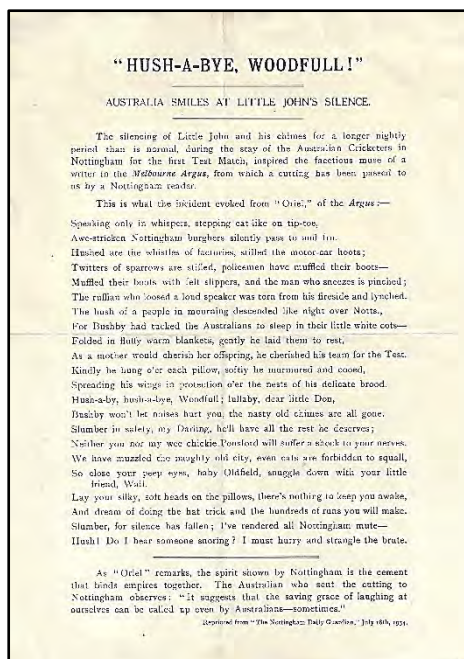 "HUSH-A-BYE, WOODFULL!"
AUSTRALIA SMILES AT LITTLE JOHN'S SILENCE.
The silencing of Little John and his chimes for a longer nightly
period than is normal, during the stay of the Australian Cricketers in
Nottingham for the first Test Match, inspired the facetious muse of a
writer in the Melbourne Argus, from which a cutting has been passed to
us by a Nottingham reader.
This is what the incident evoked from "Oriel," of the Argus:—
Speaking only in whispers, stepping cat like on tip-toe,
Awe-stricken Nottingham burghers silently pass to and fro.
Hushed are the whistles of factories, stilled the motor-car hoots;
Twitters of sparrows are stifled, policemen have muffled their boots—
Muffled their boots with felt slippers, and the man who sneezes is pinched;
The ruffian who loosed a loud speaker was torn from his fireside and lynched.
The hush of a people in mourning descended like night over Notts.,
For Bushby had tucked the Australians to sleep in their little white cots—
Folded in fluffy warm blankets, gently he laid them to rest,
As a mother would cherish her offspring, he cherished his team for the Test.
Kindly he hung o'er each pillow, softly he murmured and cooed,
Spreading his wings in protection o'er the nests of his delicate brood.
Hush-a-by, hush-a-bye, Woodfull; lullaby, dear little Don,
Bushby won't let noises hurt you, the nasty old chimes are all gone.
Slumber in safety, my Darling, he'll have all the rest he deserves;
Neither you nor my wee chickie Ponsford will suffer a shock to your nerves.
We have muzzled the naughty old city, even cats are forbidden to squall,
So close your peep eyes, baby Oldfield, snuggle down with your little
friend, Wall.
Lay your silky, soft heads on the pillows, there's nothing to keep you awake,
And dream of doing the hat trick and the hundreds of runs you will make.
Slumber, for silence has fallen; I've rendered all Nottingham mute—
Hush! Do I hear someone snoring? I must hurry and strangle the brute.
As "Oriel" remarks, the spirit shown by Nottingham is the cement
that binds empires together. The Australian who sent the cutting to
Nottingham observes: "It suggests that the saving grace of laughing at
ourselves can be called up even by Australians—sometimes."
Reprinted from "The Nottingham Daily Guardian," July 18th, 1934.